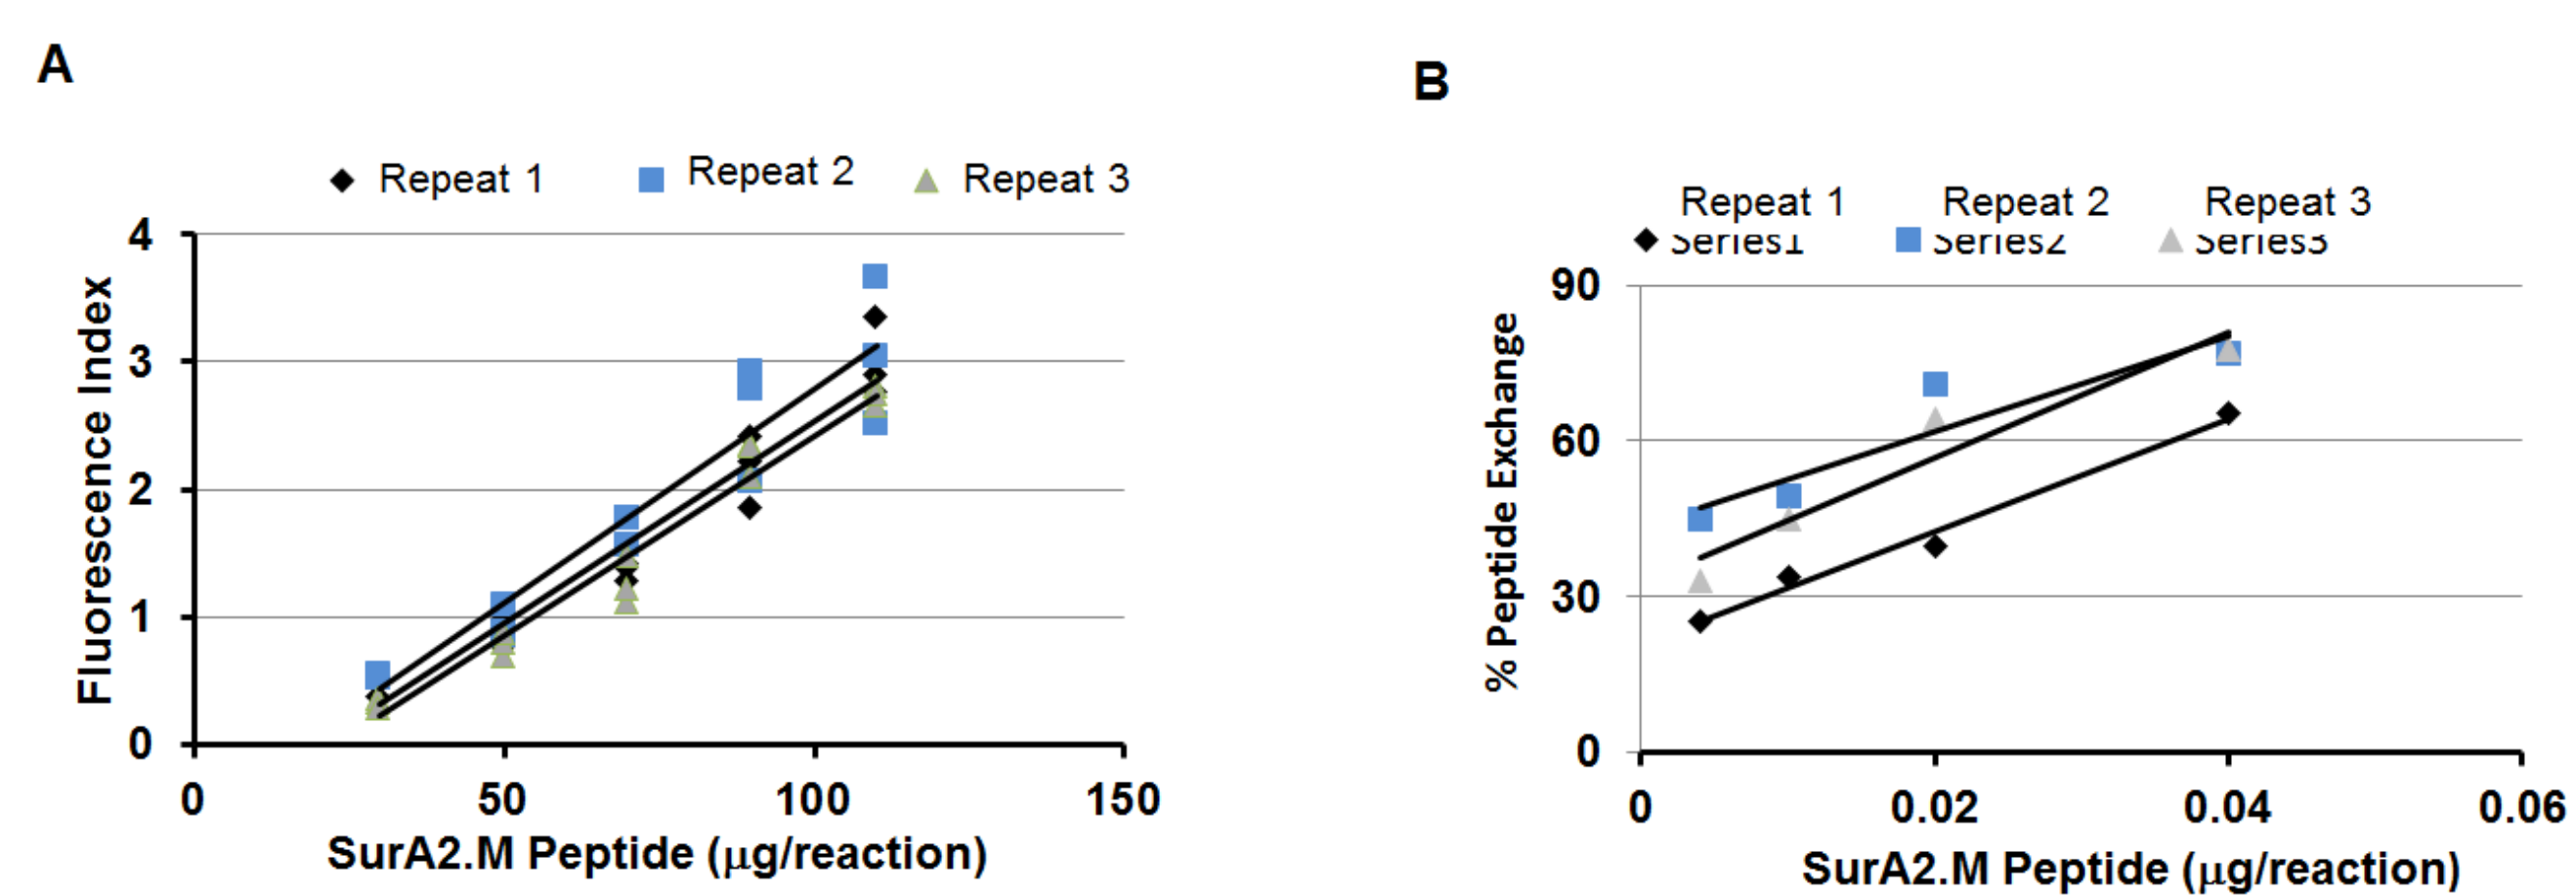 A
Repeat 1 Repeat 2 Repeat 3
4
3
2
1
0
Fluorescence Index
0 50 100 150
SurA2.M Peptide (μg/reaction)
B
Repeat 1 Repeat 2 Repeat 3
Series1 Series2 Series3
90
60
30
0
% Peptide Exchange
0 0.02 0.04 0.06
SurA2.M Peptide (μg/reaction)